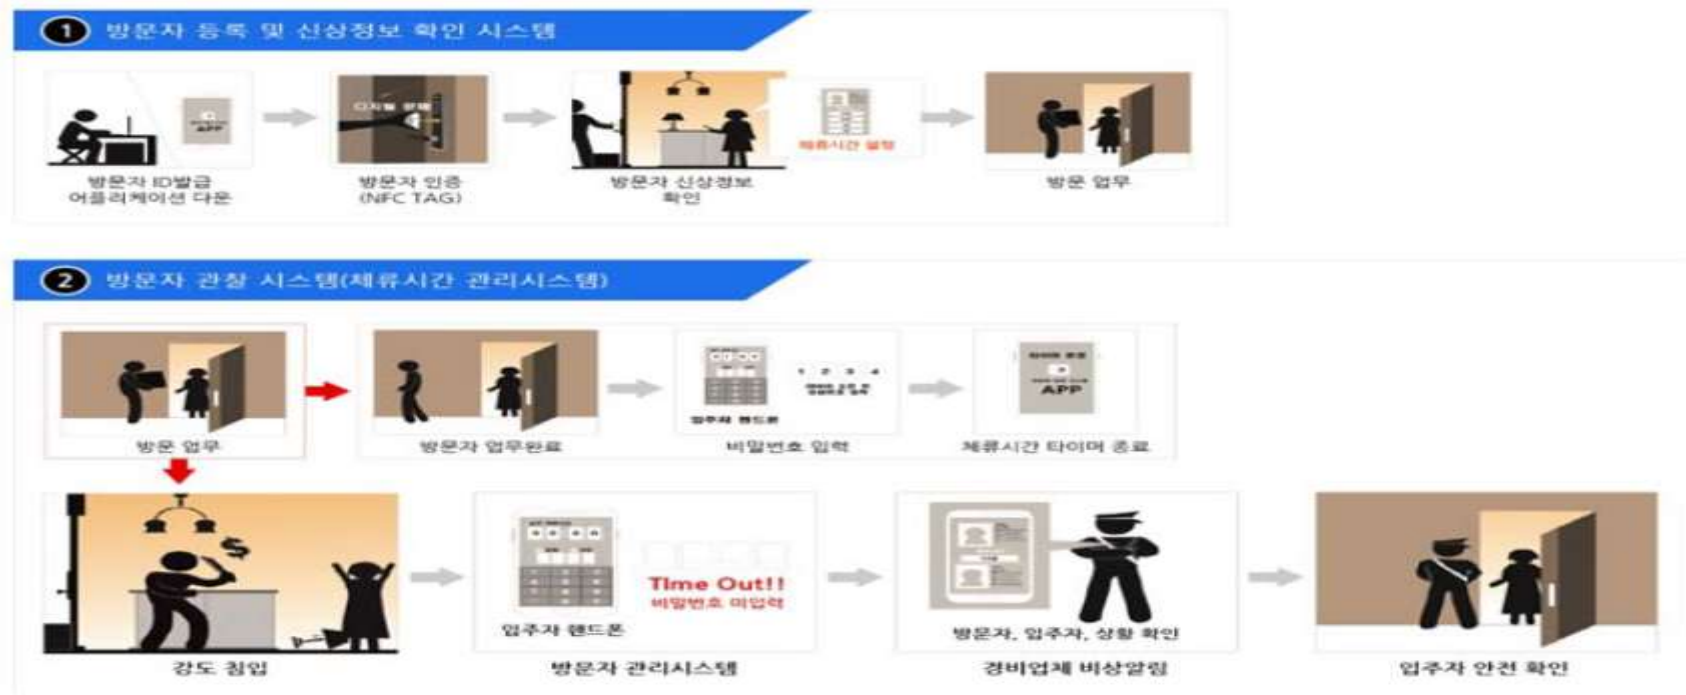 1 방문자 등록 및 신상정보 확인 시스템
APP
디지털
체류시간 설정
방문자 ID발급
어플리케이션 다운
방문자 인증
(NFC TAG)
방문자 신상정보
확인
방문 업무
2 방문자 관찰 시스템(체류시간 관리시스템)
1 2 3 4
입주자 핸드폰
APP
방문 업무
방문자 업무완료
비밀번호 입력
체류시간 타이머 종료
TIme Out!!
비밀번호 미입력
입주자 핸드폰
방문자, 입주자, 상황 확인
강도 침입
방문자 관리시스템
경비업체 비상알림
입주자 안전 확인